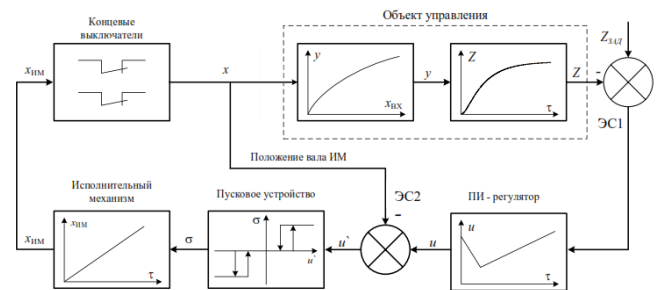 Концевые
выключатели
Объект управления
Z_ЗАД
x_ИМ
x
y
x_ВХ
y
Z
τ
Z
-
ЭС1
Положение вала ИМ
Исполнительный
механизм
Пусковое устройство
ЭС2
-
ПИ - регулятор
x_ИМ
x_ИМ
τ
σ
σ
u`
u`
u
u
τ